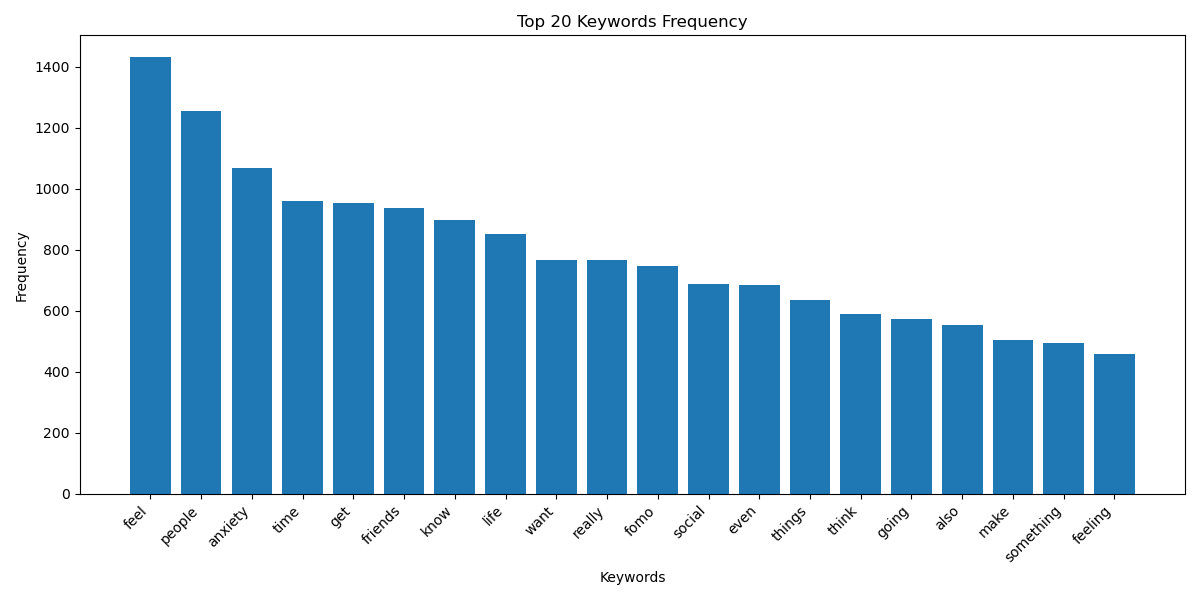 Top 20 Keywords Frequency
Frequency
1400
1200
1000
800
600
400
200
0
feel
people
anxiety
time
get
friends
know
life
want
really
fomo
social
even
things
think
going
also
make
something
feeling
Keywords